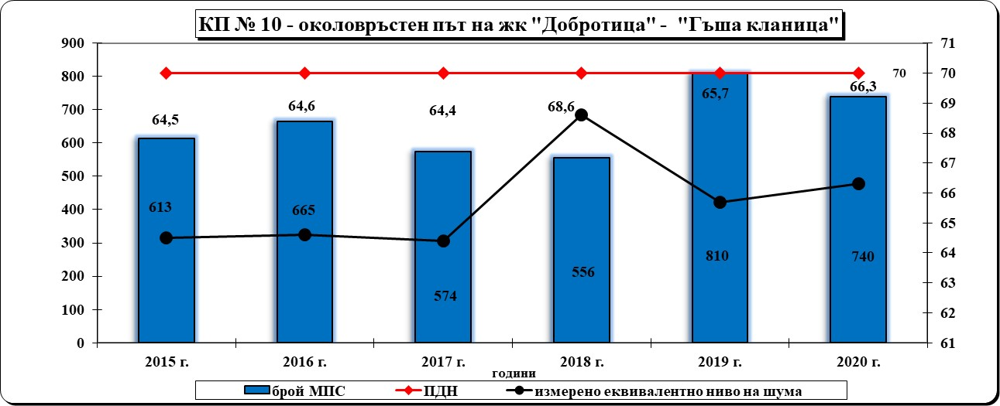 КП № 10 - околовръстен път на жк "Добротица" - "Гъша кланица"
900 71
800 70 70
700 69
600 68
500 67
400 66
300 65
200 64
100 63
0 62
61
64,5 64,6 64,4 68,6 65,7 66,3
613 665 574 556 810 740
2015 г. 2016 г. 2017 г. 2018 г. 2019 г. 2020 г.
години
брой МПС ПДН измерено еквивалентно ниво на шума